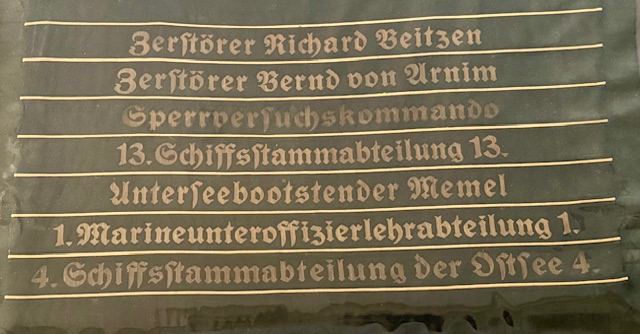 Zerſtörer Richard Beitzen
Zerſtörer Bernd von Arnim
Sperrverſuchskommando
13. Schiffsſtammabteilung 13.
Unterſeebootstender Memel
1. Marineunteroffizierlehrabteilung 1.
4. Schiffsſtammabteilung der Oſtſee 4.